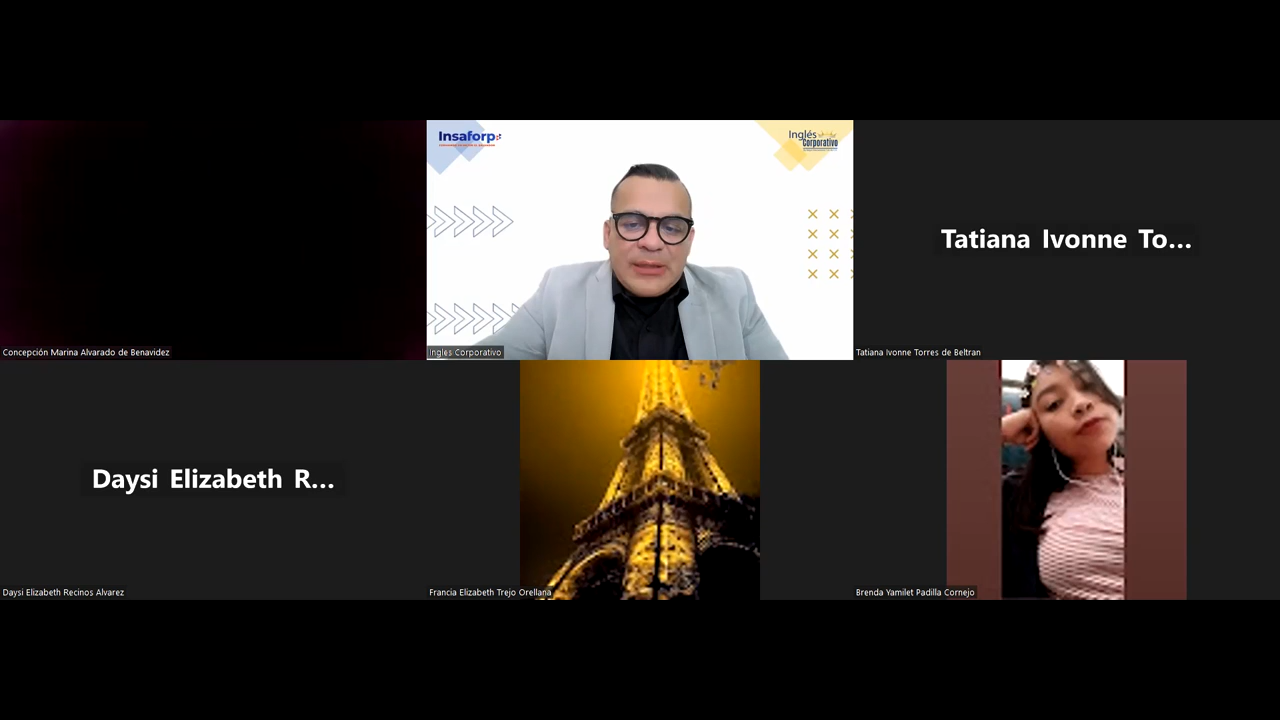 Insaforp
Inglés
Corporativo
Tatiana Ivonne To...
Concepción Marina Alvarado de Benavidez
Inglés Corporativo
Tatiana Ivonne Torres de Beltran
Daysi Elizabeth R...
Daysi Elizabeth Recinos Alvarez
Francia Elizabeth Trejo Orellana
Brenda Yamilet Padilla Cornejo